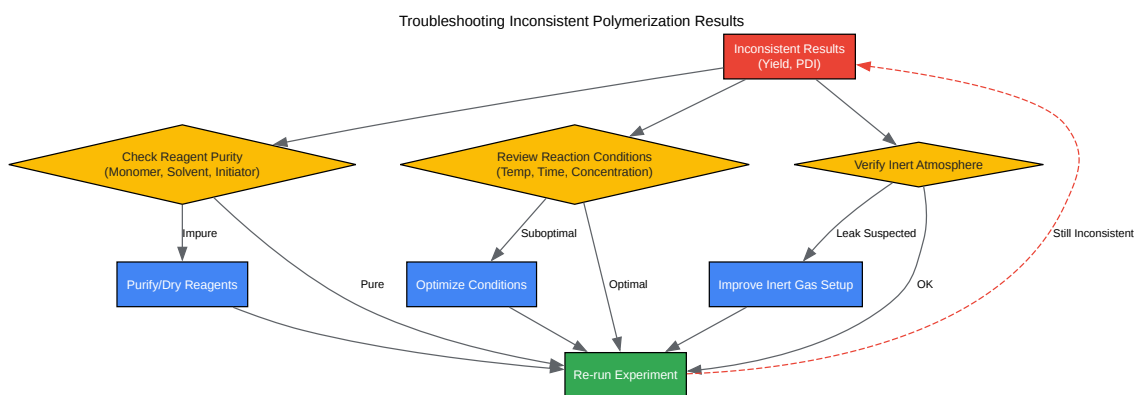 Troubleshooting Inconsistent Polymerization Results
Inconsistent Results
(Yield, PDI)
Check Reagent Purity
(Monomer, Solvent, Initiator)
Review Reaction Conditions
(Temp, Time, Concentration)
Verify Inert Atmosphere
Impure
Suboptimal
Leak Suspected
Still Inconsistent
Purify/Dry Reagents
Pure
Optimize Conditions
Optimal
Improve Inert Gas Setup
OK
Re-run Experiment